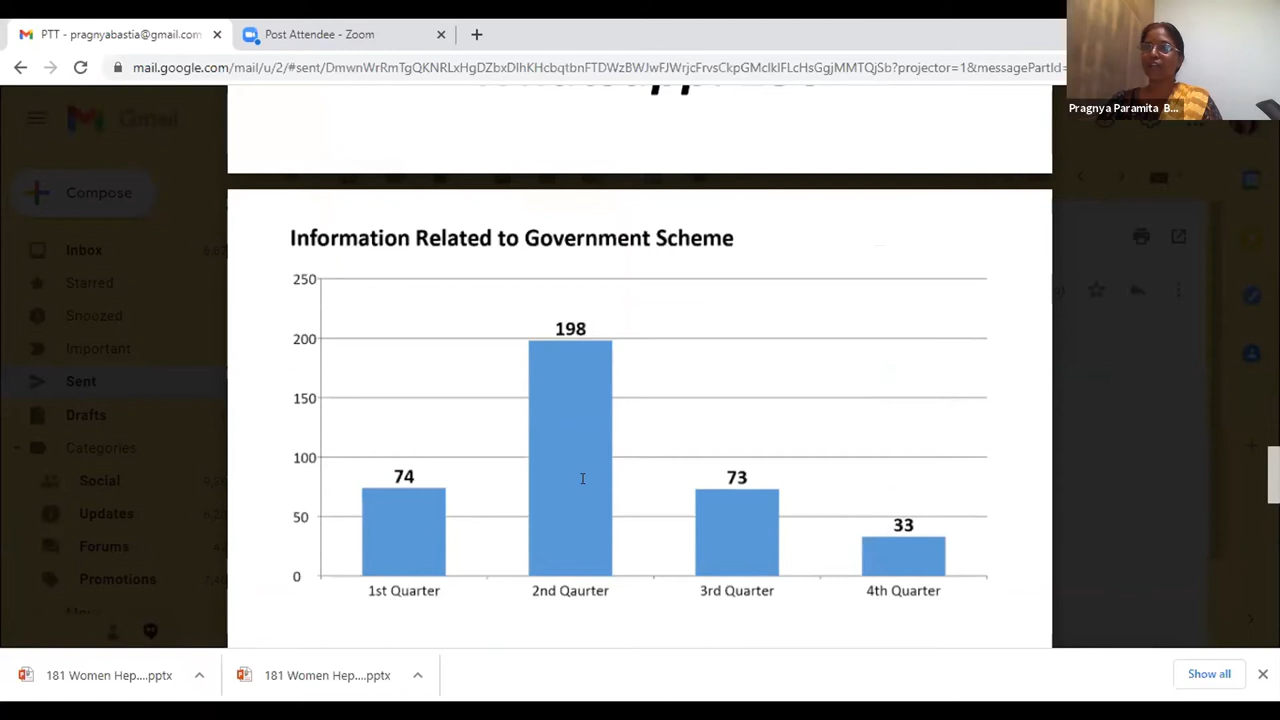 PTT - pragnyabastia@gmail.com
Post Attendee - Zoom
mail.google.com/mail/u/2/#sent/DmwnWrRmTgQKNRLxHgDZbxDlhKHcbqtbnFTDWzBWJwFJWrjcFrvsCkpGMclklFLcHsGgjMMTQjSb?projector=1&messagePartId=
Pragnya Paramita B...
Gmail
Compose
Inbox
Starred
Snoozed
Important
Sent
Drafts
Categories
Social
Updates
Forums
Promotions
Information Related to Government Scheme
250
200
150
100
50
0
74
198
73
33
1st Quarter 2nd Qaurter 3rd Quarter 4th Quarter
181 Women Hep....pptx
181 Women Hep....pptx
Show all